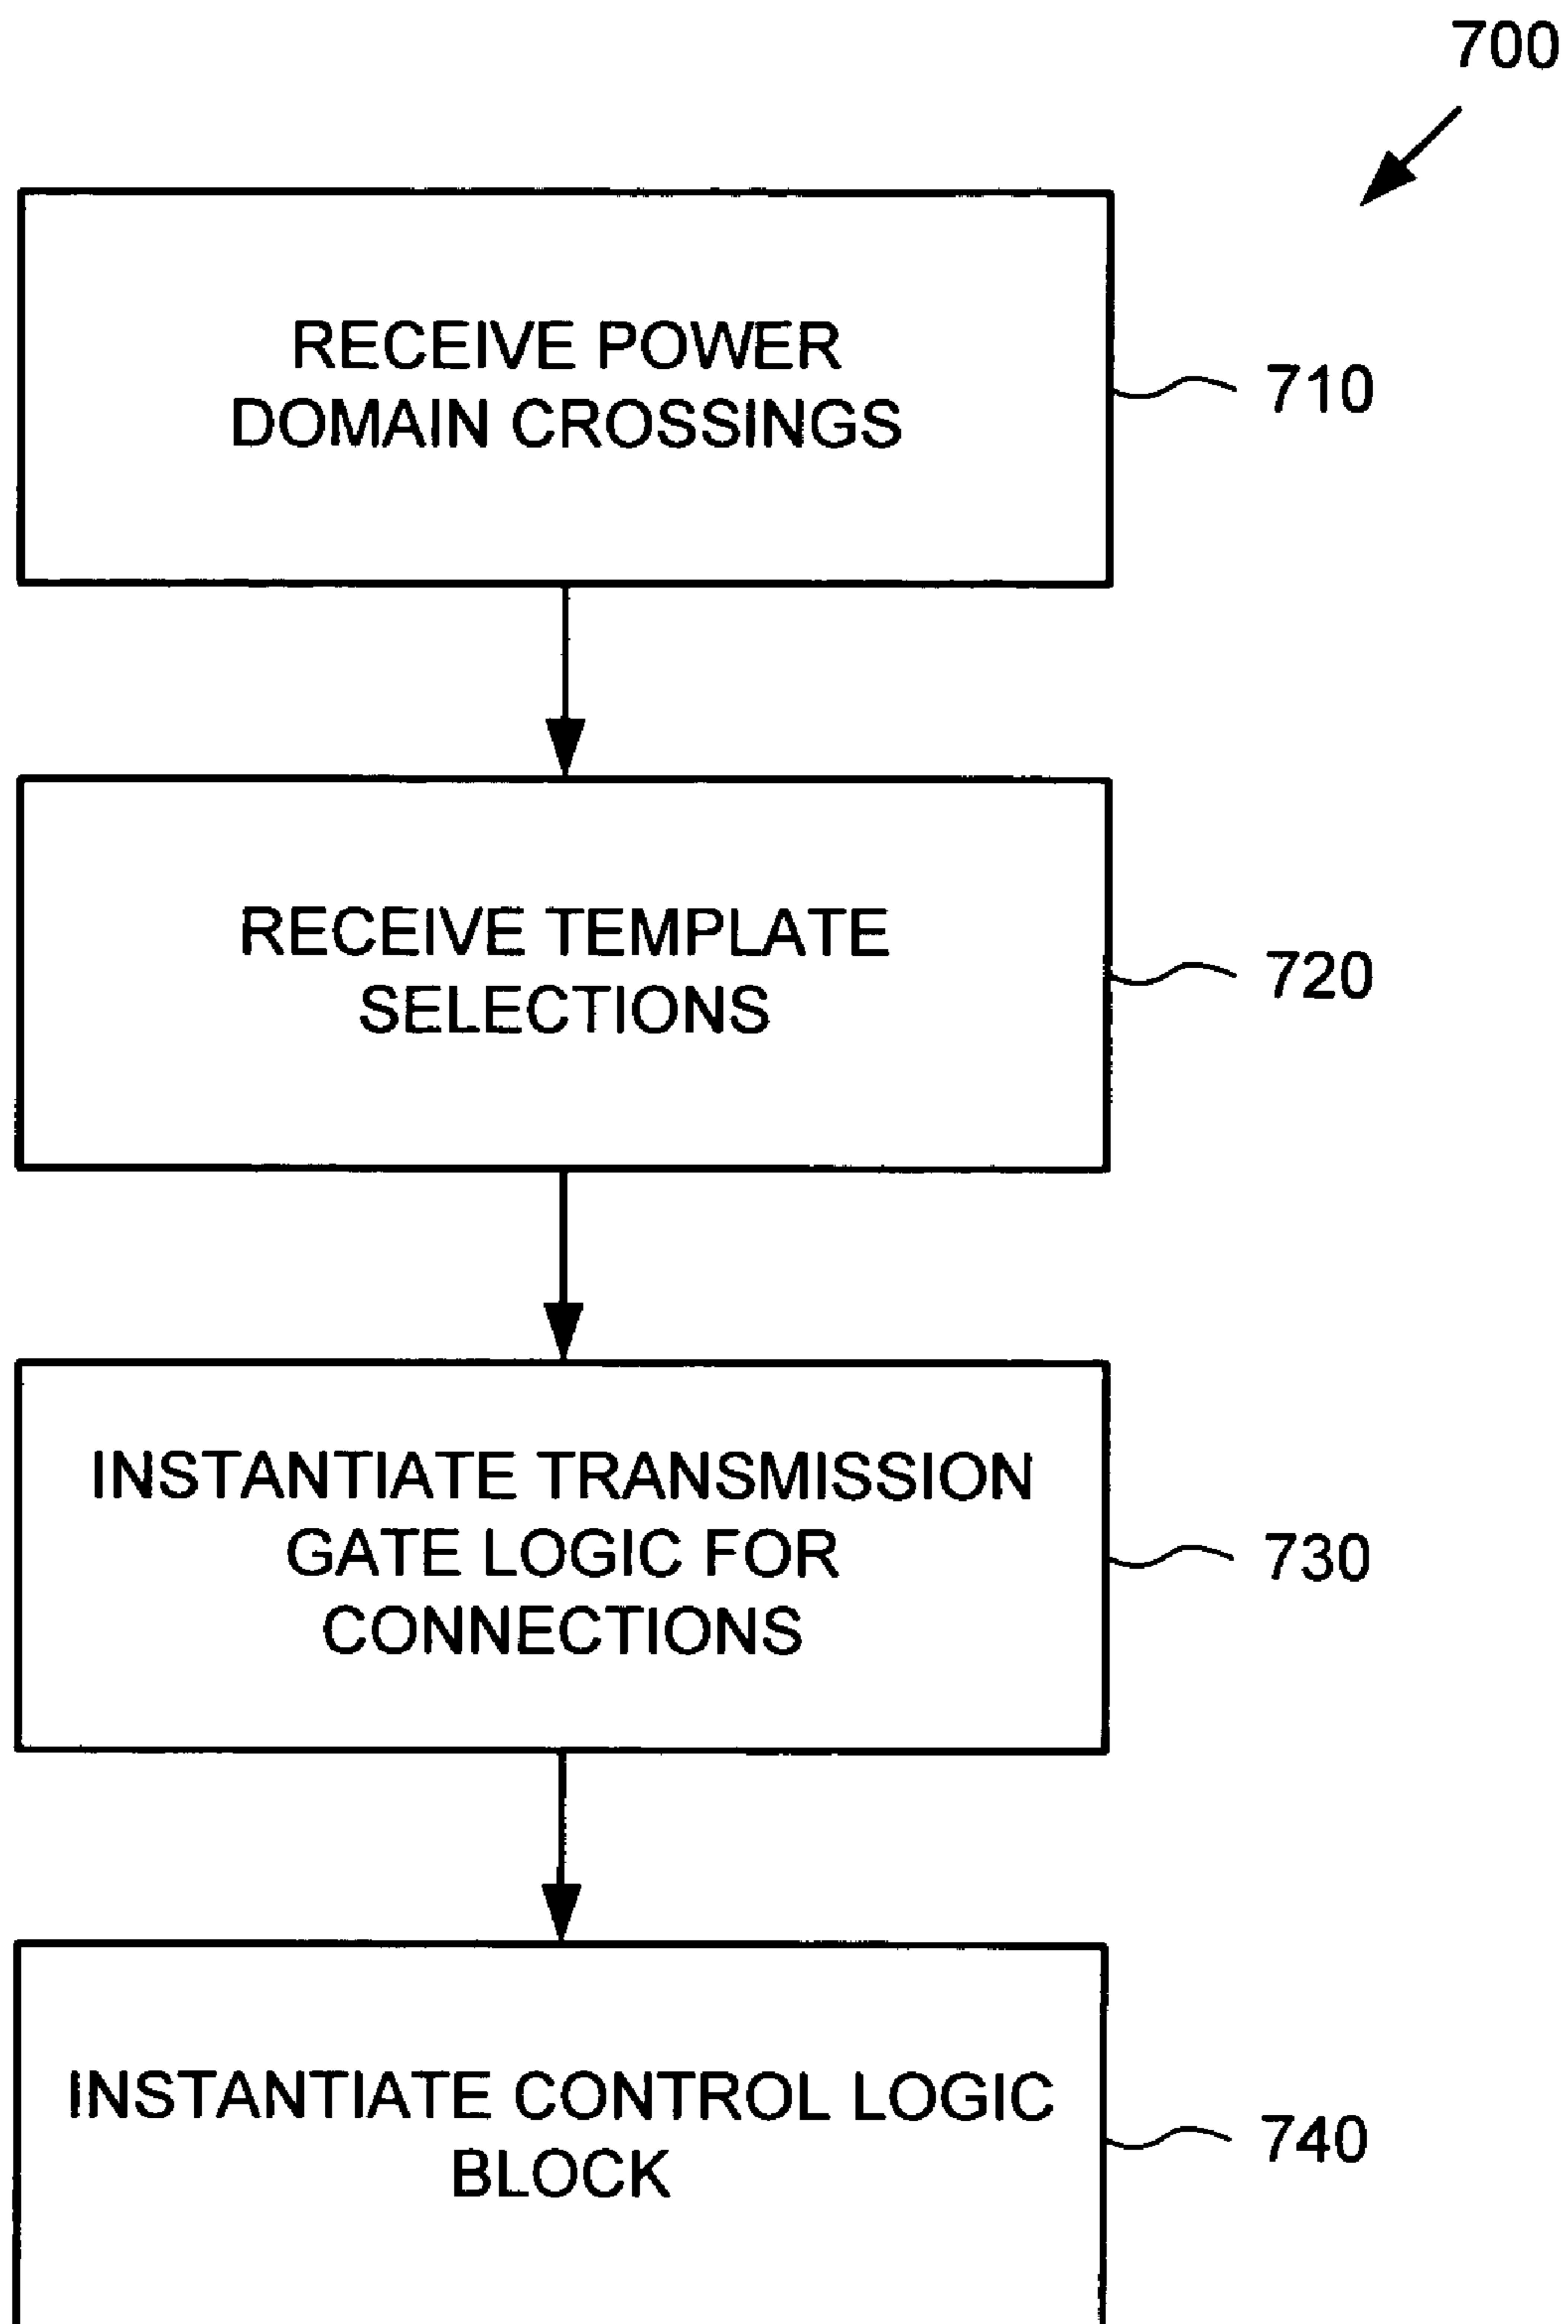 700
RECEIVE POWER
DOMAIN CROSSINGS
710
RECEIVE TEMPLATE
SELECTIONS
720
INSTANTIATE TRANSMISSION
GATE LOGIC FOR
CONNECTIONS
730
INSTANTIATE CONTROL LOGIC
BLOCK
740